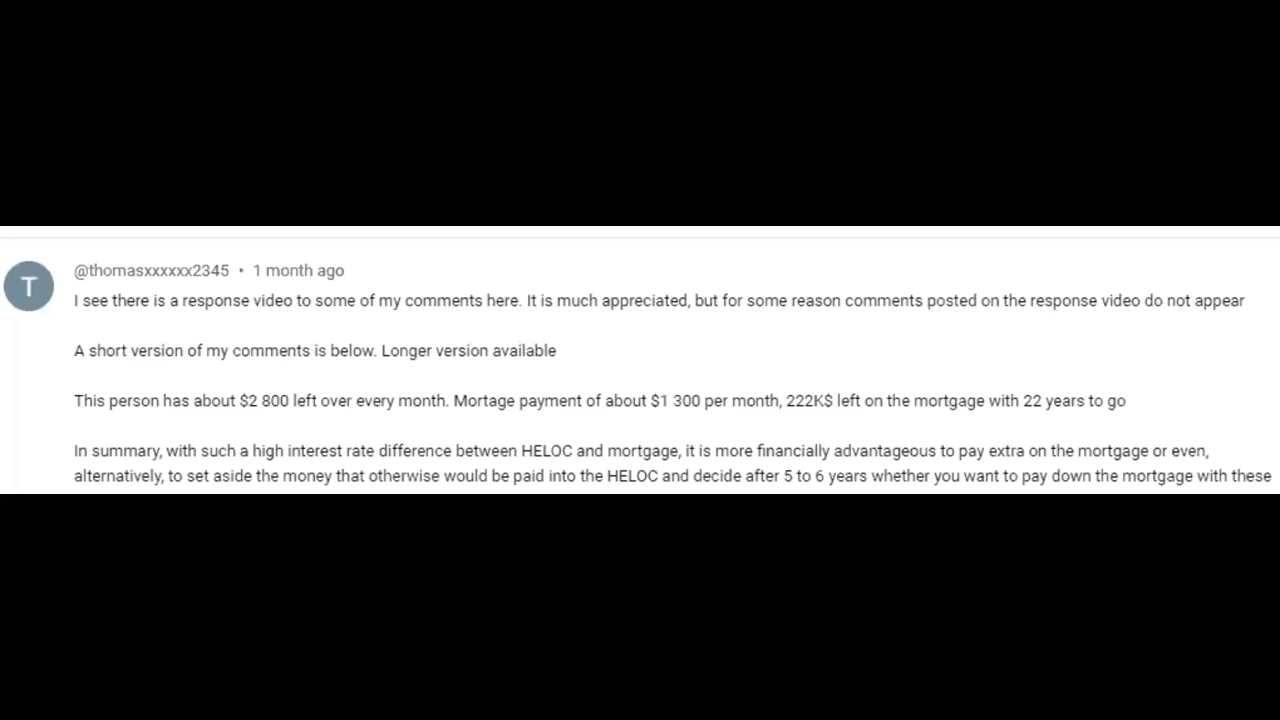 T
@thomasxxxxxx2345 • 1 month ago
I see there is a response video to some of my comments here. It is much appreciated, but for some reason comments posted on the response video do not appear
A short version of my comments is below. Longer version available
This person has about $2 800 left over every month. Mortage payment of about $1 300 per month, 222K$ left on the mortgage with 22 years to go
In summary, with such a high interest rate difference between HELOC and mortgage, it is more financially advantageous to pay extra on the mortgage or even,
alternatively, to set aside the money that otherwise would be paid into the HELOC and decide after 5 to 6 years whether you want to pay down the mortgage with these